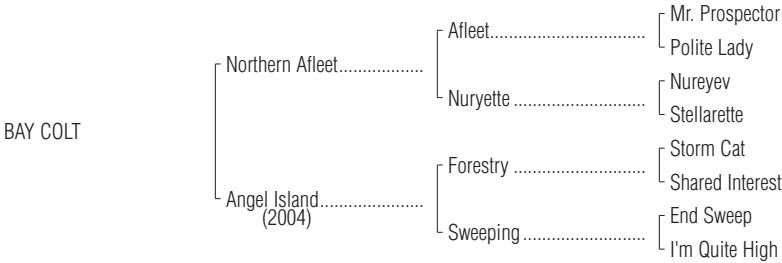 Mr. Prospector
Afleet
Polite Lady
Northern Afleet
Nureyev
Nuryette
Stellarette
BAY COLT
Storm Cat
Forestry
Shared Interest
Angel Island
(2004)
End Sweep
Sweeping
I'm Quite High